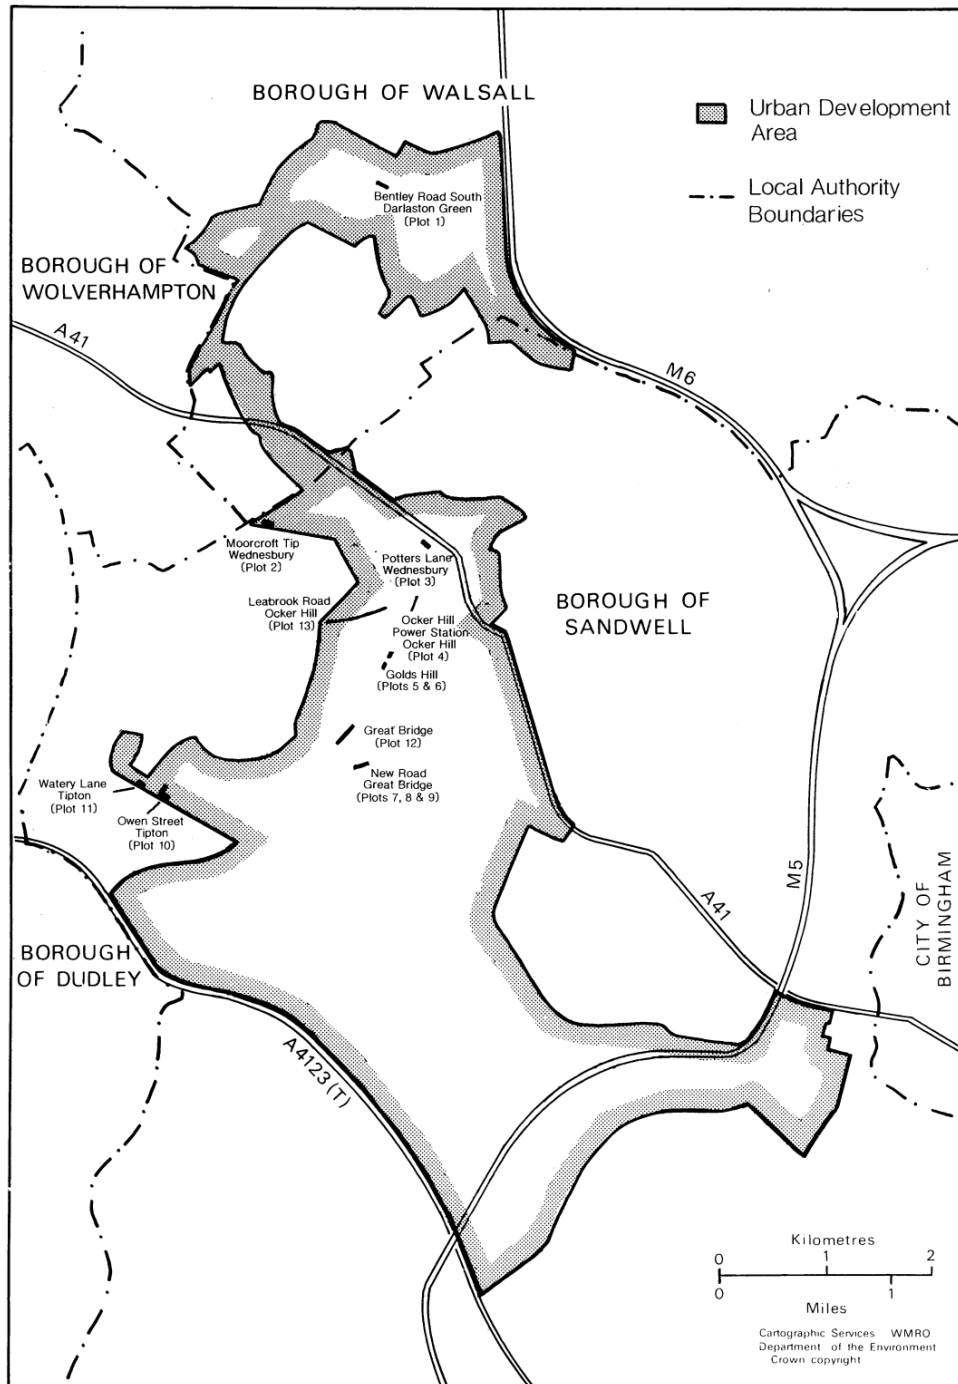 BOROUGH OF WALSALL
Urban Development
Area
Local Authority
Boundaries
Bentley Road South
Darlaston Green
(Plot 1)
BOROUGH OF
WOLVERHAMPTON
A41
M6
Moorcroft Tip
Wednesbury
(Plot 2)
Potters Lane
Wednesbury
(Plot 3)
Leabrook Road
Ocker Hill
(Plot 13)
Ocker Hill
Power Station
Ocker Hill
(Plot 4)
BOROUGH OF
SANDWELL
Golds Hill
(Plots 5 & 6)
Great Bridge
(Plot 12)
New Road
Great Bridge
(Plots 7, 8 & 9)
Watery Lane
Tipton
(Plot 11)
Owen Street
Tipton
(Plot 10)
M5
A41
CITY OF
BIRMINGHAM
BOROUGH
OF DUDLEY
A4123(T)
Kilometres
0 1 2
0 1
Miles
Cartographic Services WMRO
Department of the Environment
Crown copyright